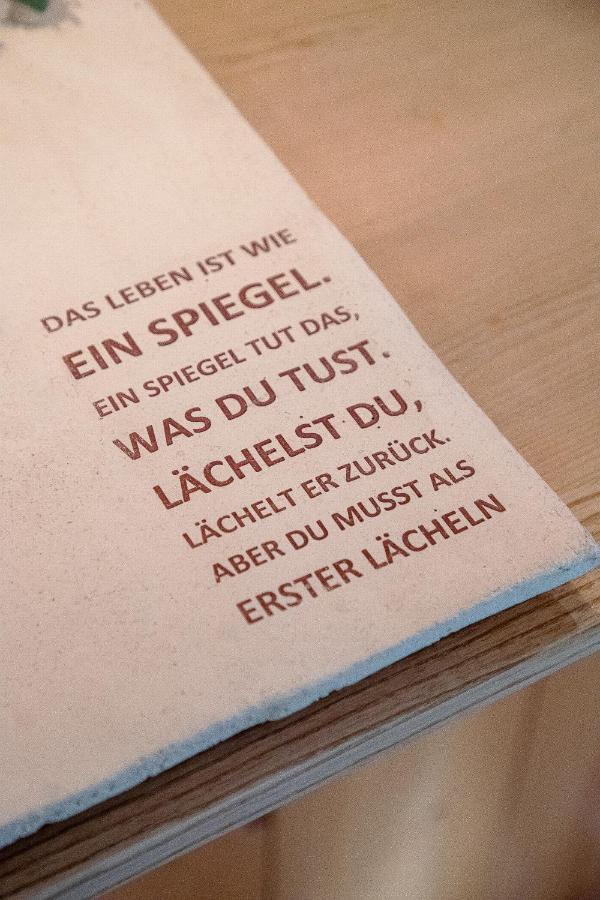 DAS LEBEN IST WIE
EIN SPIEGEL.
EIN SPIEGEL TUT DAS,
WAS DU TUST.
LÄCHELST DU,
LÄCHELT ER ZURÜCK.
ABER DU MUSST ALS
ERSTER LÄCHELN